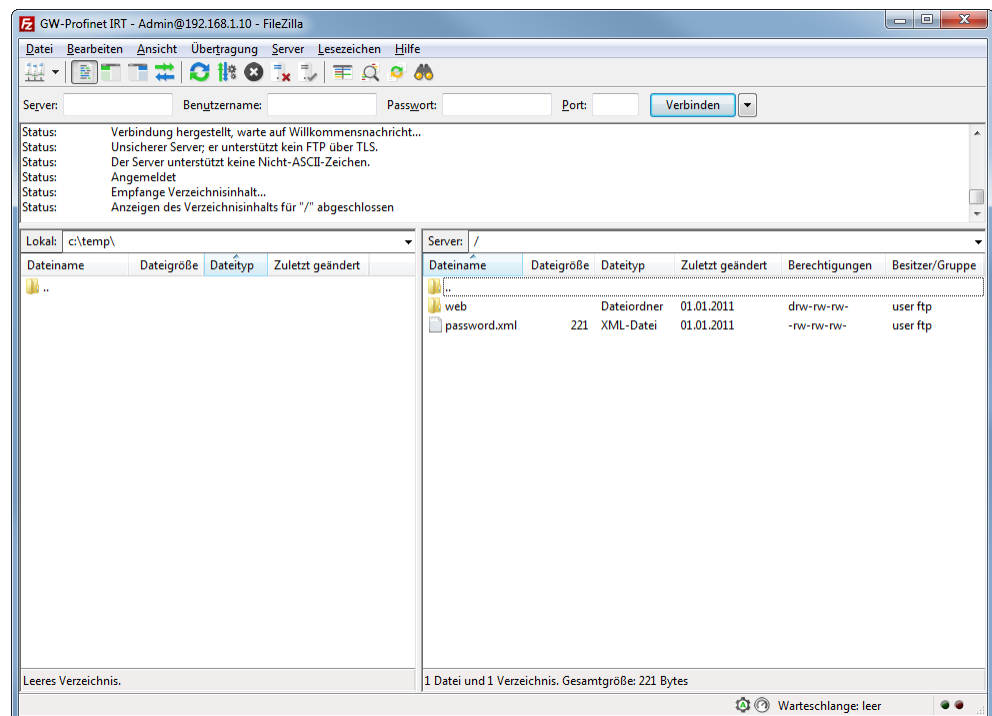 GW-Profinet IRT - Admin@192.168.1.10 - FileZilla
Datei Bearbeiten Ansicht Übertragung Server Lesezeichen Hilfe
Server: Benutzername: Passwort: Port: Verbinden
Status: Verbindung hergestellt, warte auf Willkommensnachricht...
Status: Unsicherer Server; er unterstützt kein FTP über TLS.
Status: Der Server unterstützt keine Nicht-ASCII-Zeichen.
Status: Angemeldet
Status: Empfange Verzeichnisinhalt...
Status: Anzeigen des Verzeichnisinhalts für "/" abgeschlossen
Lokal: c:\temp\
Dateiname Dateigröße Dateityp Zuletzt geändert
..
Leeres Verzeichnis.
Server: /
Dateiname Dateigröße Dateityp Zuletzt geändert Berechtigungen Besitzer/Gruppe
..
web Dateiordner 01.01.2011 drw-rw-rw- user ftp
password.xml 221 XML-Datei 01.01.2011 -rw-rw-rw- user ftp
1 Datei und 1 Verzeichnis. Gesamtgröße: 221 Bytes
Warteschlange: leer